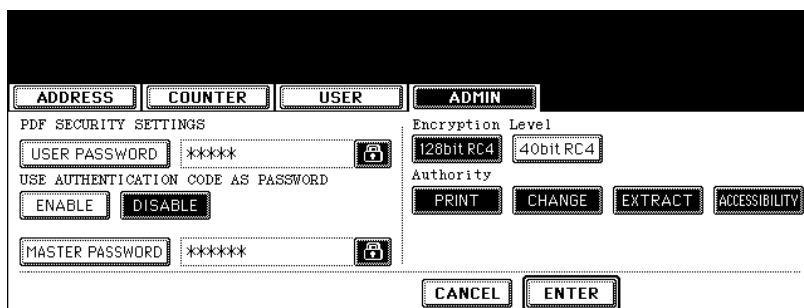 ADDRESS COUNTER USER ADMIN
PDF SECURITY SETTINGS
USER PASSWORD *****
USE AUTHENTICATION CODE AS PASSWORD
ENABLE DISABLE
MASTER PASSWORD ******
Encryption Level
128bit RC4 40bit RC4
Authority
PRINT CHANGE EXTRACT ACCESSIBILITY
CANCEL ENTER